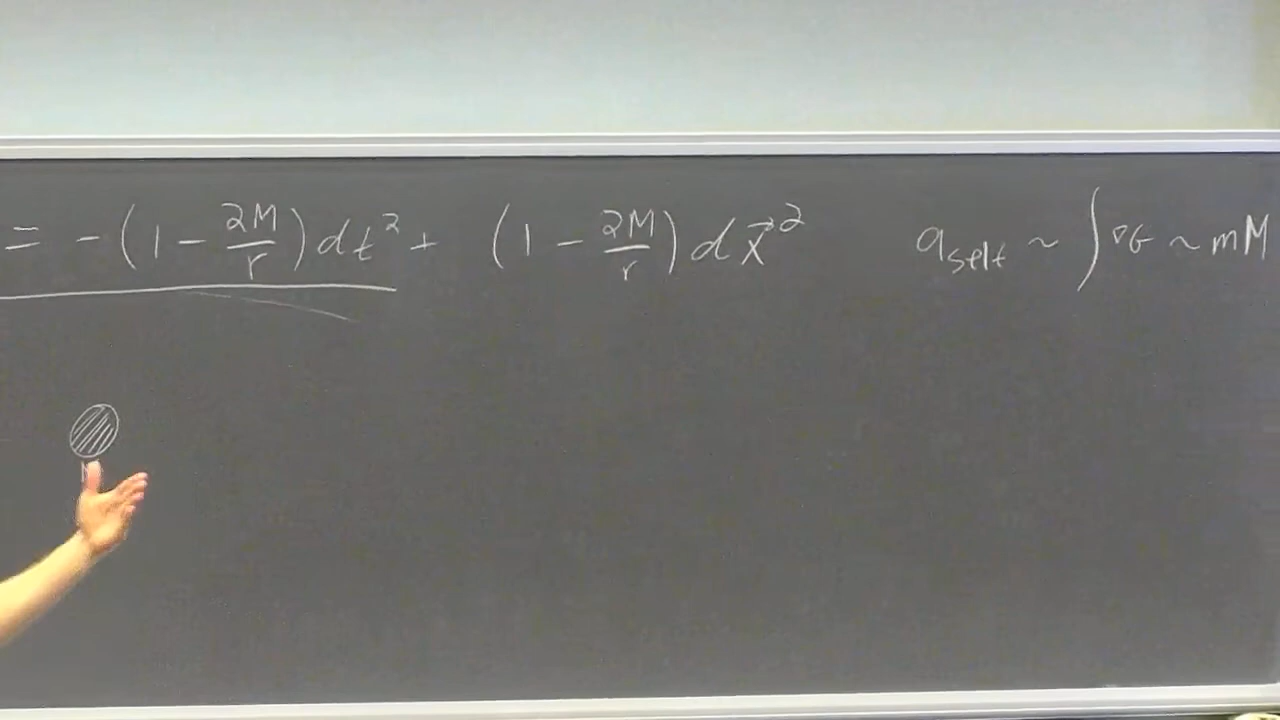 = -(1 - 2M/r) dt² + (1 - 2M/r) dx⃗² a_self ~ ∫ ∇G ~ mM